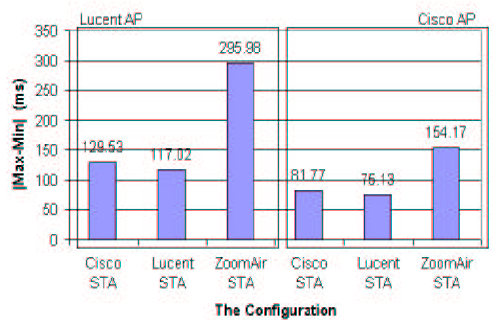 Lucent AP
Cisco AP
|Max-Min| (ms)
350
300
250
200
150
100
50
0
129.53
117.02
295.98
81.77
75.13
154.17
Cisco STA
Lucent STA
ZoomAir STA
Cisco STA
Lucent STA
ZoomAir STA
The Configuration